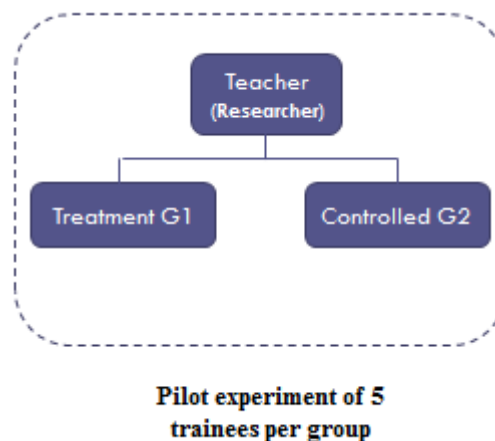 Teacher
(Researcher)
Treatment G1
Controlled G2
Pilot experiment of 5
trainees per group